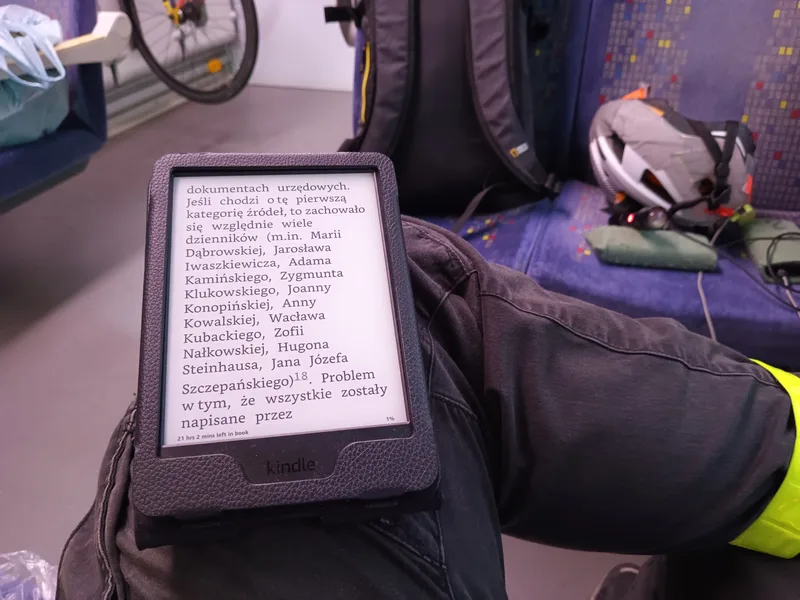 dokumentach urzędowych.
Jeśli chodzi o tę pierwszą
kategorię źródeł, to zachowało
się względnie wiele
dzienników (m.in. Marii
Dąbrowskiej, Jarosława
Iwaszkiewicza, Adama
Kamińskiego, Zygmunta
Klukowskiego, Joanny
Konopińskiej, Anny
Kowalskiej, Wacława
Kubackiego, Zofii
Nałkowskiej, Hugona
Steinhausa, Jana Józefa
Szczepańskiego)18. Problem
w tym, że wszystkie zostały
napisane przez
21 hrs 2 mins left in book 1%
kindle